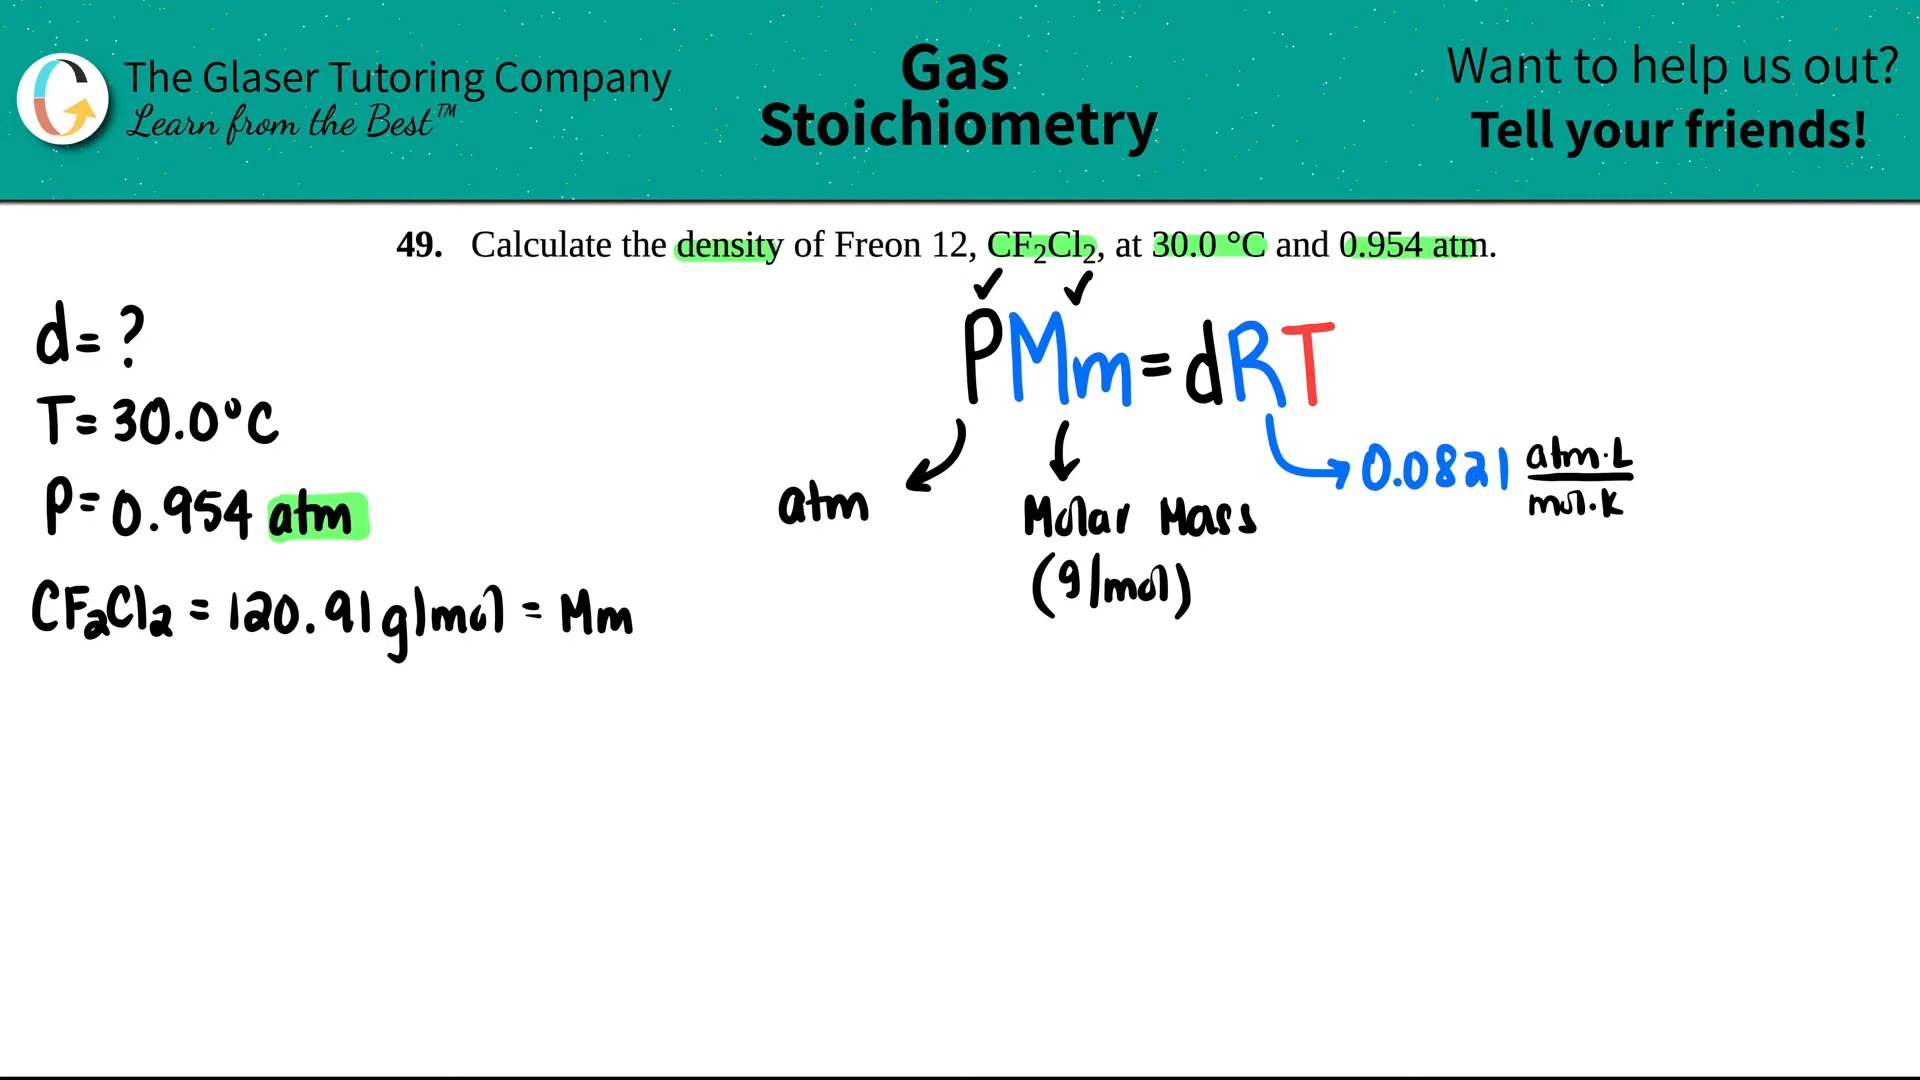 The Glaser Tutoring Company
Learn from the Best™
Gas
Stoichiometry
Want to help us out?
Tell your friends!
49. Calculate the density of Freon 12, CF₂Cl₂, at 30.0 °C and 0.954 atm.
✓ ✓
d = ?
PMm = dRT
T = 30.0°C
0.0821 atm·L / mol·K
P = 0.954 atm
atm
Molar Mass
(g/mol)
CF₂Cl₂ = 120.91 g/mol = Mm